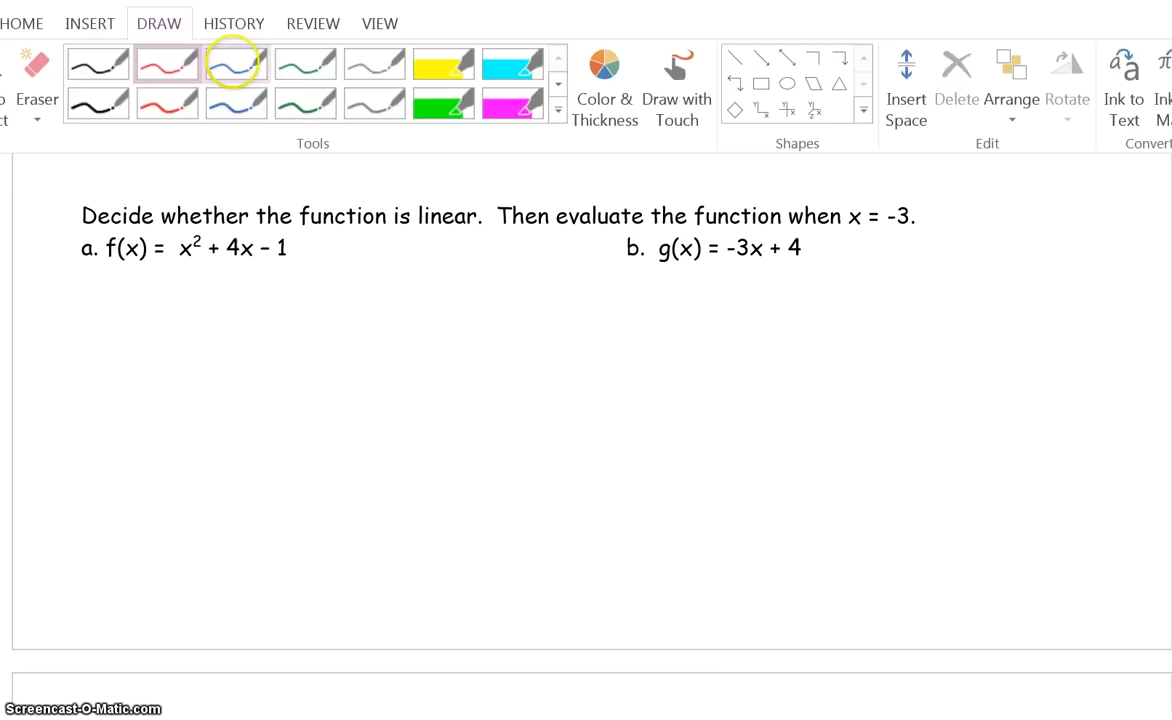 HOME INSERT DRAW HISTORY REVIEW VIEW
Eraser Color & Thickness Draw with Touch Insert Space Delete Arrange Rotate Ink to Text
Tools Shapes Edit Convert
Decide whether the function is linear. Then evaluate the function when x = -3.
a. f(x) = x² + 4x – 1 b. g(x) = -3x + 4
Screencast-O-Matic.com